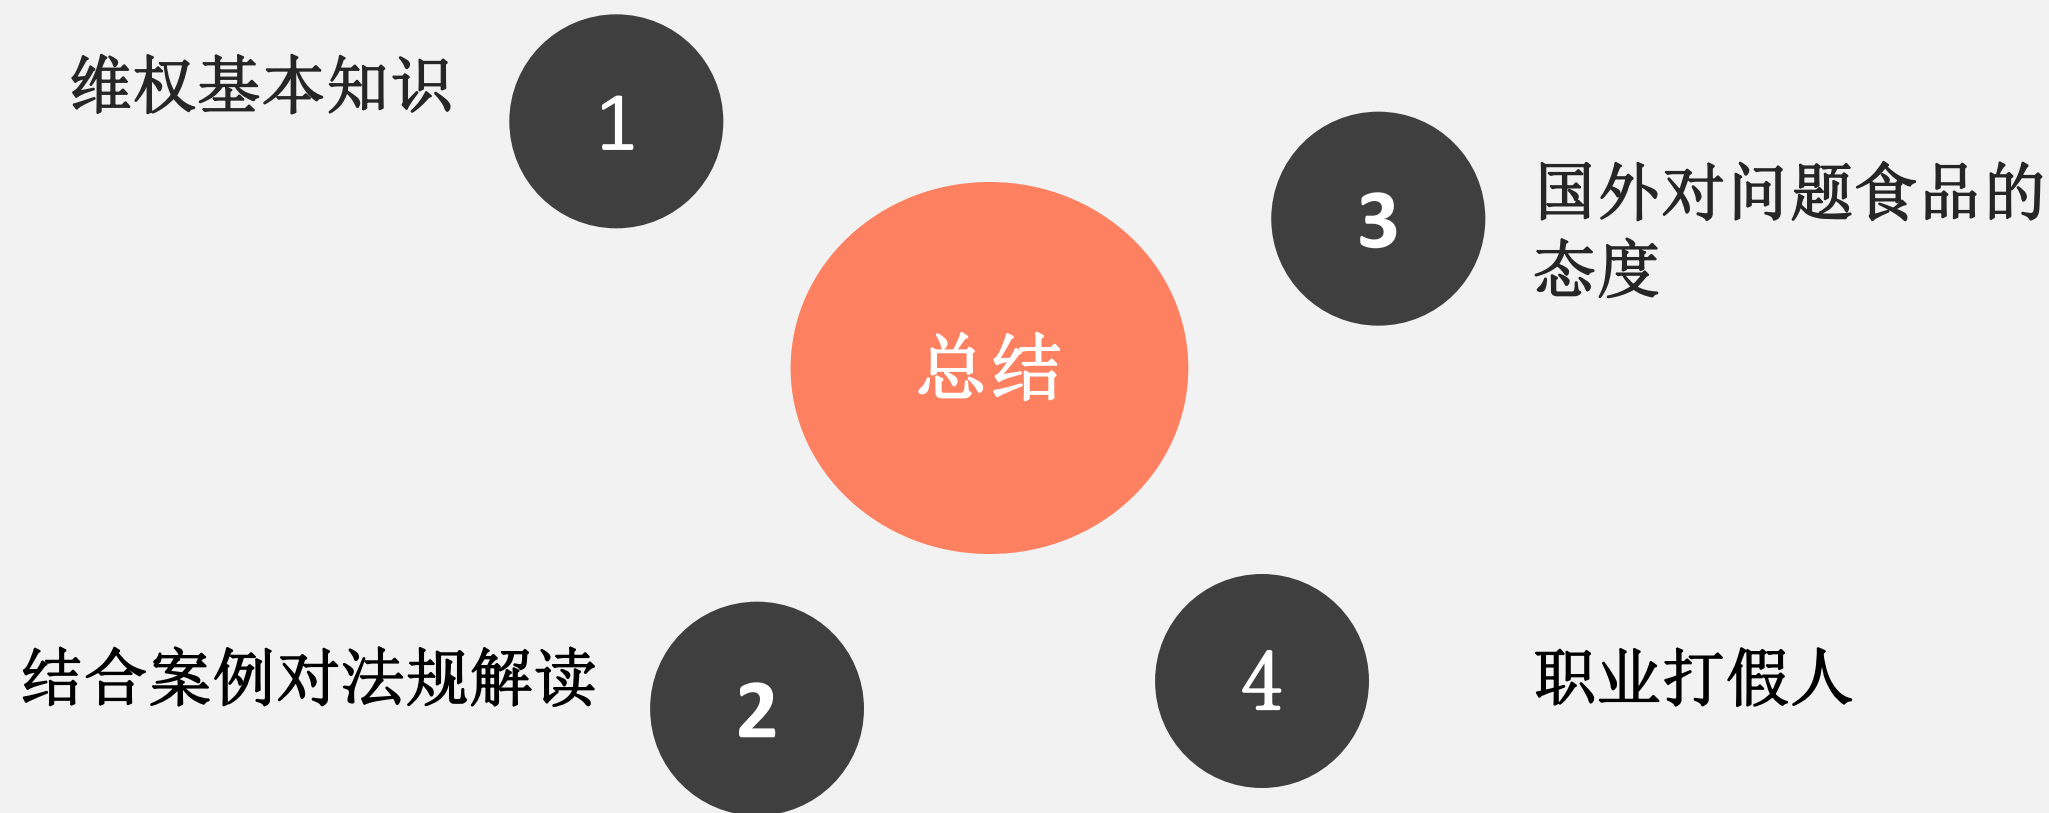 维权基本知识
1
3
国外对问题食品的
态度
总结
结合案例对法规解读
2
4
职业打假人